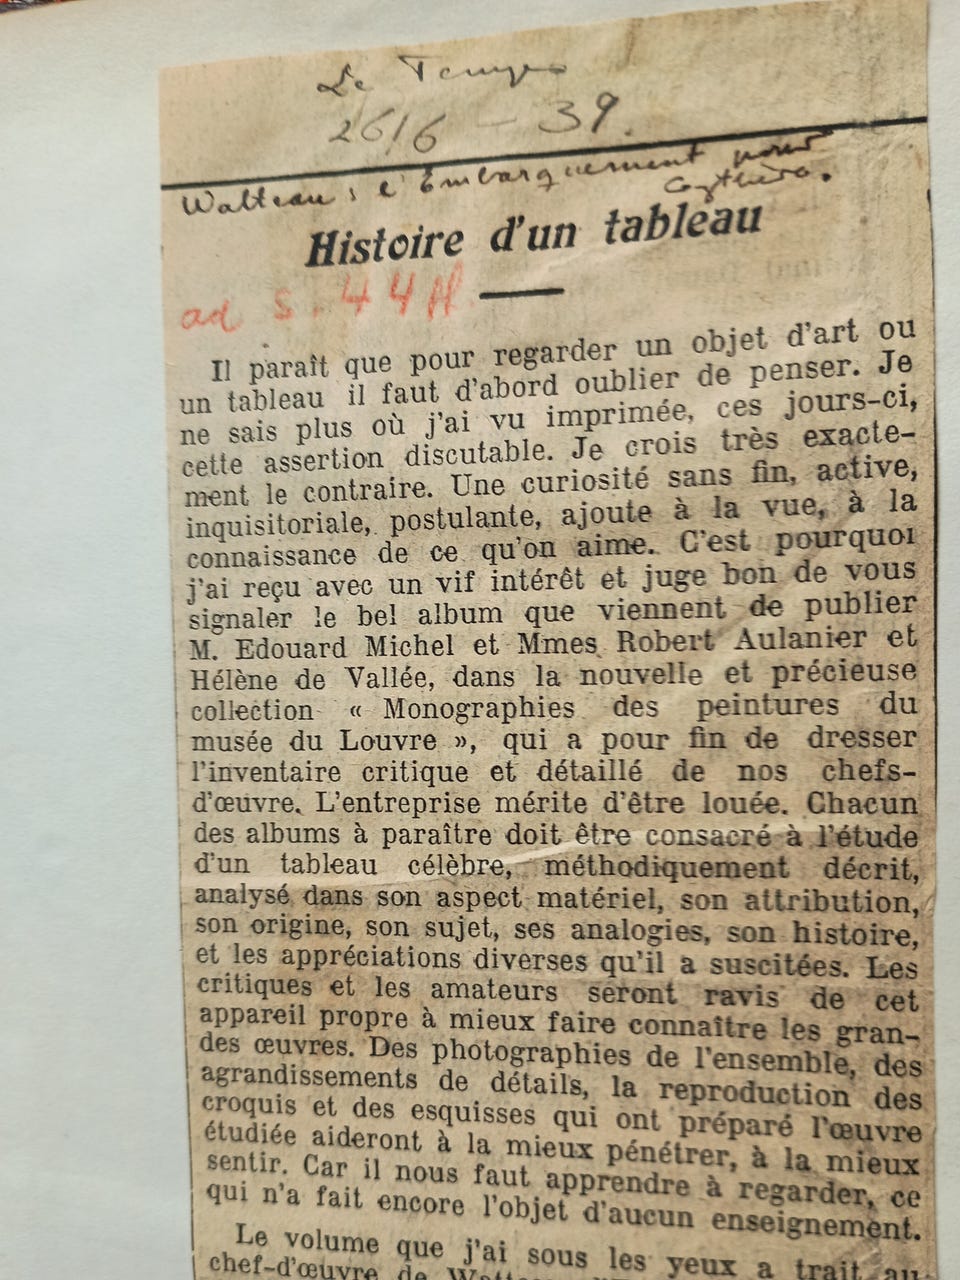 Le Temps
26/6 - 39.
Watteau: l'Embarquement pour
Cythère.
Histoire d'un tableau
ad S. 44
Il paraît que pour regarder un objet d'art ou
un tableau il faut d'abord oublier de penser. Je
ne sais plus où j'ai vu imprimée, ces jours-ci,
cette assertion discutable. Je crois très exacte-
ment le contraire. Une curiosité sans fin, active,
inquisitoriale, postulante, ajoute à la vue, à la
connaissance de ce qu'on aime. C'est pourquoi
j'ai reçu avec un vif intérêt et juge bon de vous
signaler le bel album que viennent de publier
M. Edouard Michel et Mmes Robert Aulanier et
Hélène de Vallée, dans la nouvelle et précieuse
collection « Monographies des peintures du
musée du Louvre », qui a pour fin de dresser
l'inventaire critique et détaillé de nos chefs-
d'œuvre. L'entreprise mérite d'être louée. Chacun
des albums à paraître doit être consacré à l'étude
d'un tableau célèbre, méthodiquement décrit,
analysé dans son aspect matériel, son attribution,
son origine, son sujet, ses analogies, son histoire,
et les appréciations diverses qu'il a suscitées. Les
critiques et les amateurs seront ravis de cet
appareil propre à mieux faire connaître les gran-
des œuvres. Des photographies de l'ensemble, des
agrandissements de détails, la reproduction des
croquis et des esquisses qui ont préparé l'œuvre
étudiée aideront à la mieux pénétrer, à la mieux
sentir. Car il nous faut apprendre à regarder, ce
qui n'a fait encore l'objet d'aucun enseignement.
Le volume que j'ai sous les yeux a trait au
chef-d'œuvre de Watteau